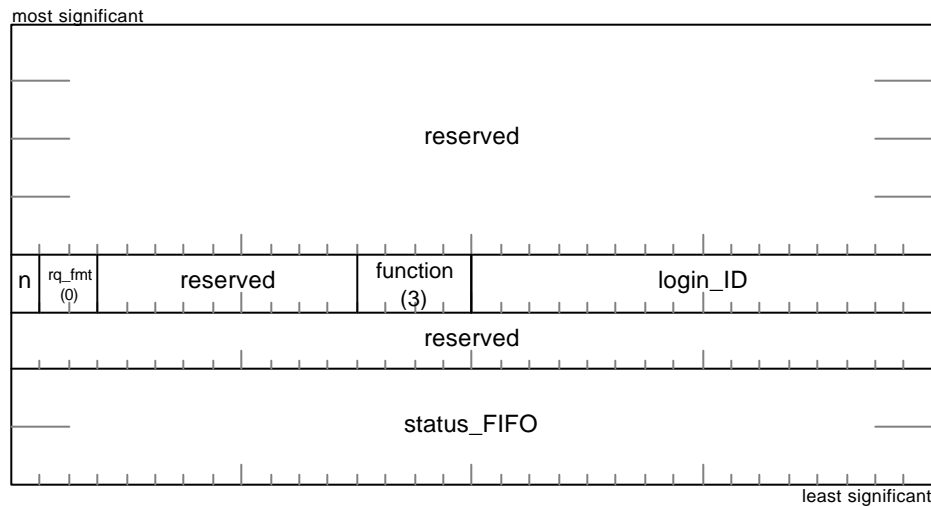 most significant
reserved
n
rq_fmt
(0)
reserved
function
(3)
login_ID
reserved
status_FIFO
least significant